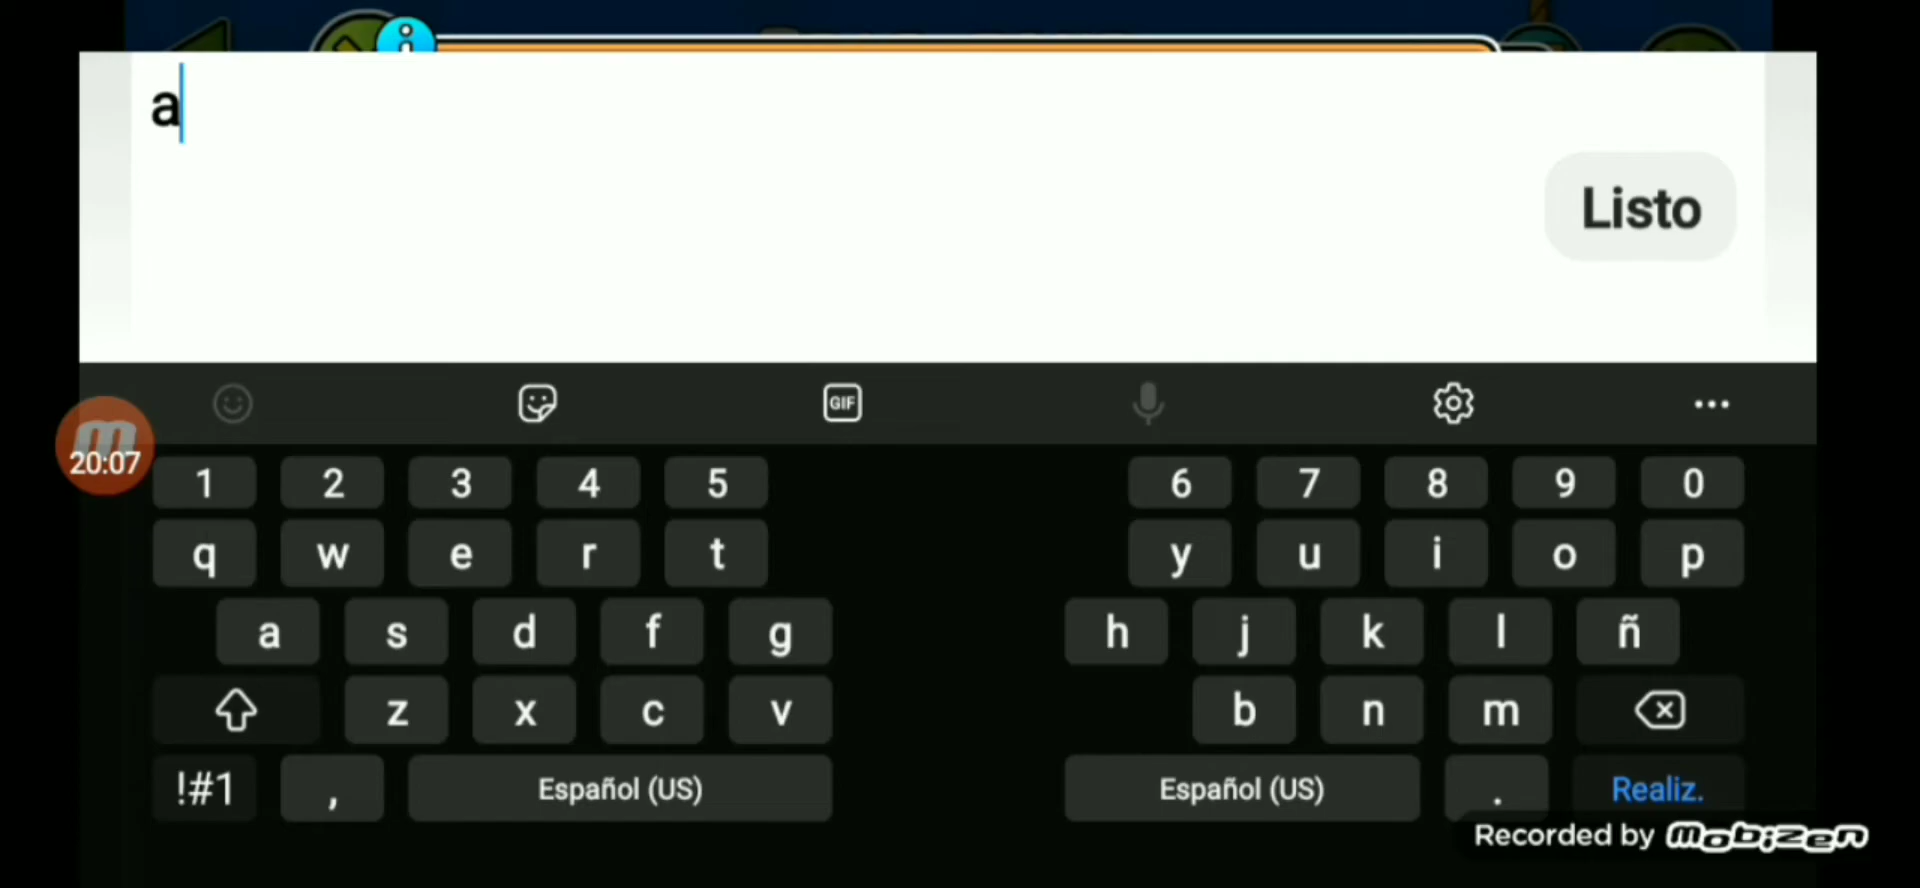 a
Listo
GIF
20:07
1 2 3 4 5 6 7 8 9 0
q w e r t y u i o p
a s d f g h j k l ñ
z x c v b n m
!#1 , Español (US) Español (US) . Realiz.
Recorded by mobizen